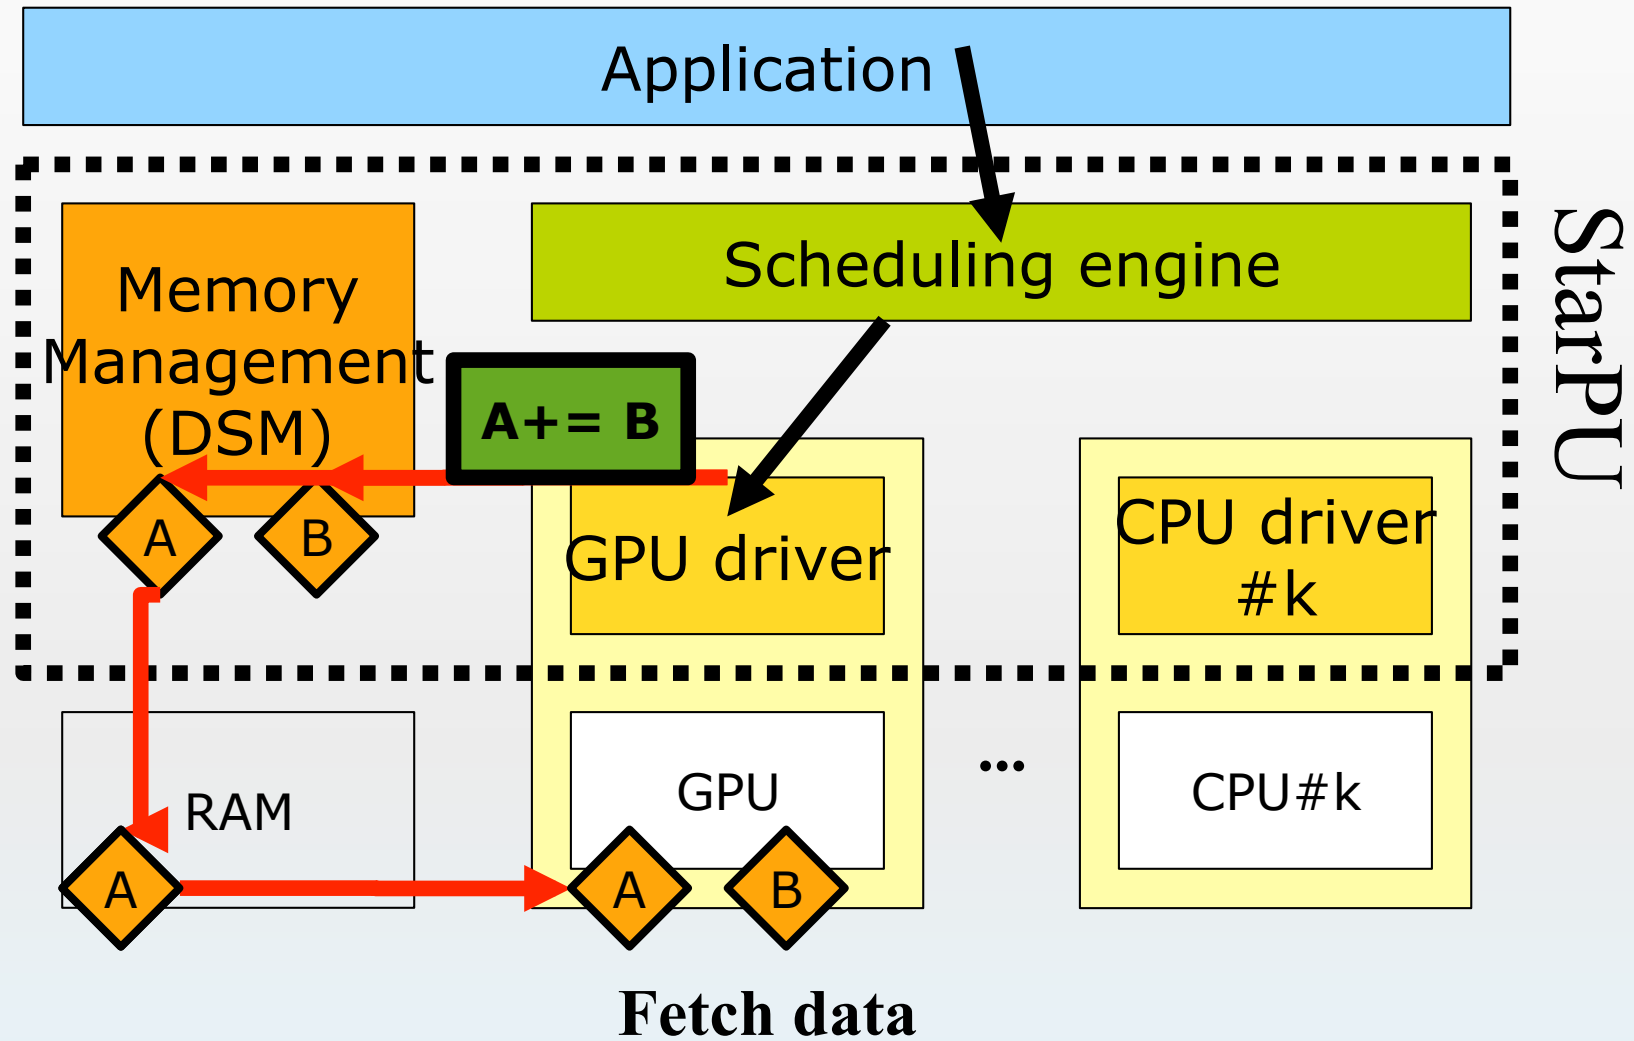 Application
StarPU
Memory
Management
(DSM)
Scheduling engine
A+= B
A
B
GPU driver
CPU driver
#k
RAM
A
GPU
A
B
...
CPU#k
Fetch data